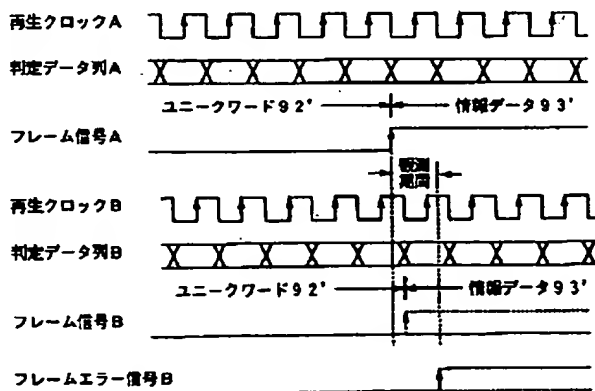 再生クロックA
判定データ列A
ユニークワード92' 情報データ93'
フレーム信号A
観測
期間
再生クロックB
判定データ列B
ユニークワード92' 情報データ93'
フレーム信号B
フレームエラー信号B